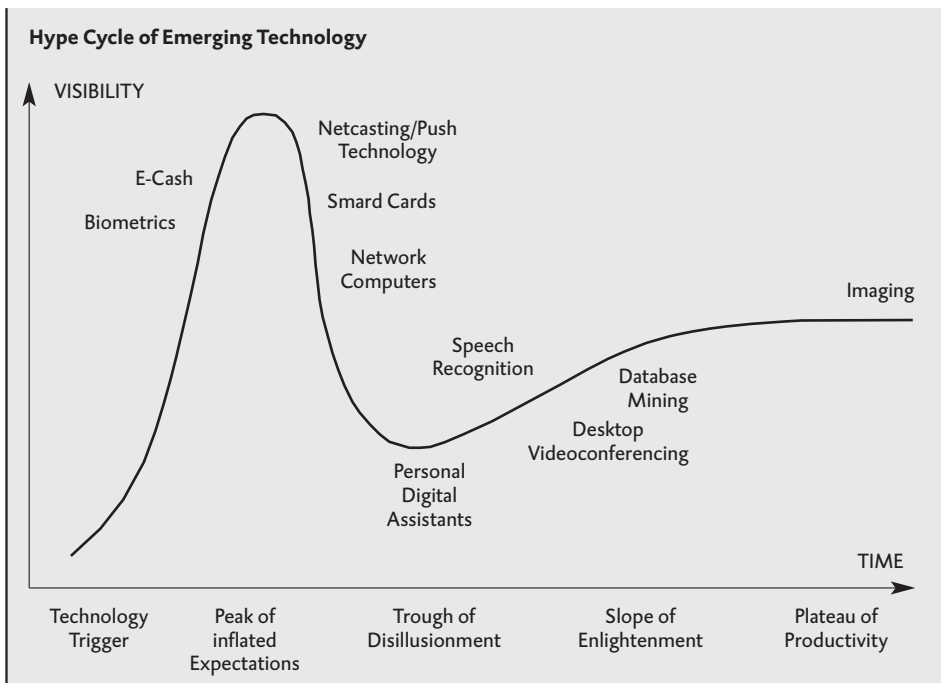 Hype Cycle of Emerging Technology
VISIBILITY
Netcasting/Push
Technology
E-Cash
Smard Cards
Biometrics
Network
Computers
Imaging
Speech
Recognition
Database
Mining
Desktop
Videoconferencing
Personal
Digital
Assistants
TIME
Technology
Trigger
Peak of
inflated
Expectations
Trough of
Disillusionment
Slope of
Enlightenment
Plateau of
Productivity